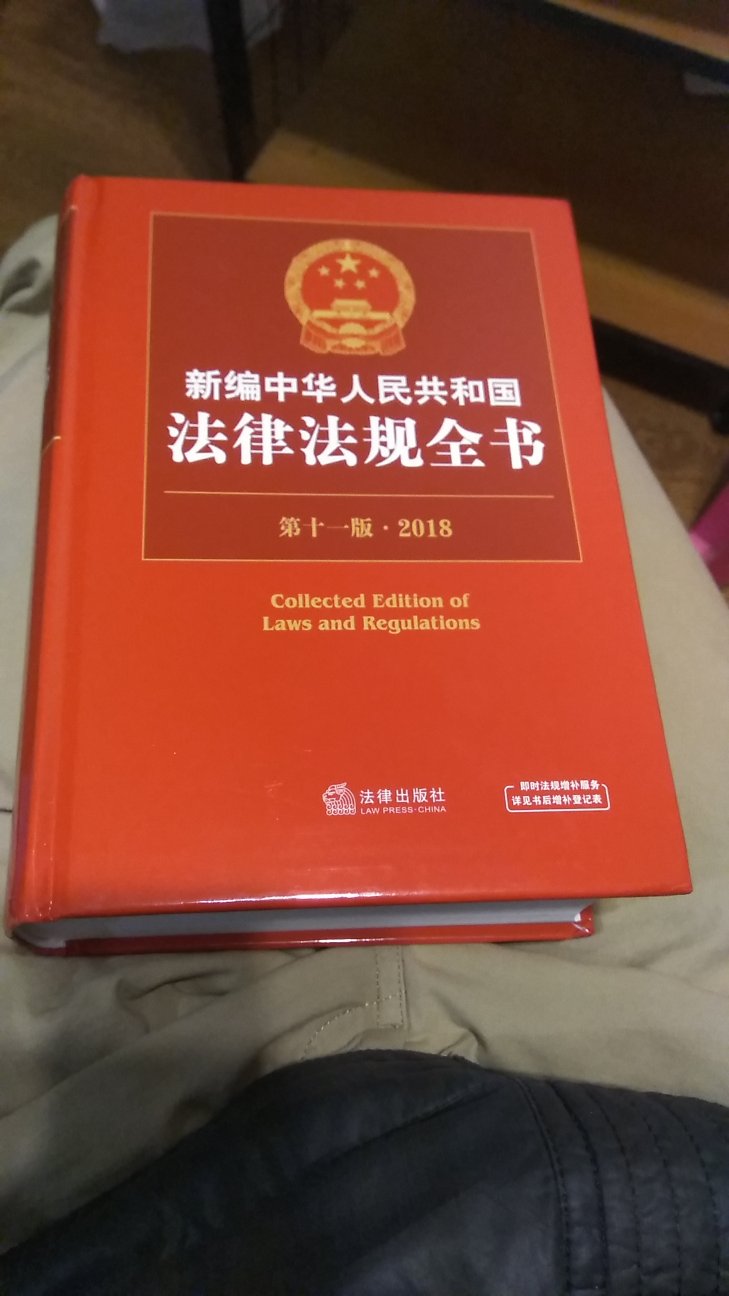 新编中华人民共和国
法律法规全书
第十一版·2018
Collected Edition of
Laws and Regulations
法律出版社
LAW PRESS·CHINA
即时法规增补服务
详见书后增补登记表